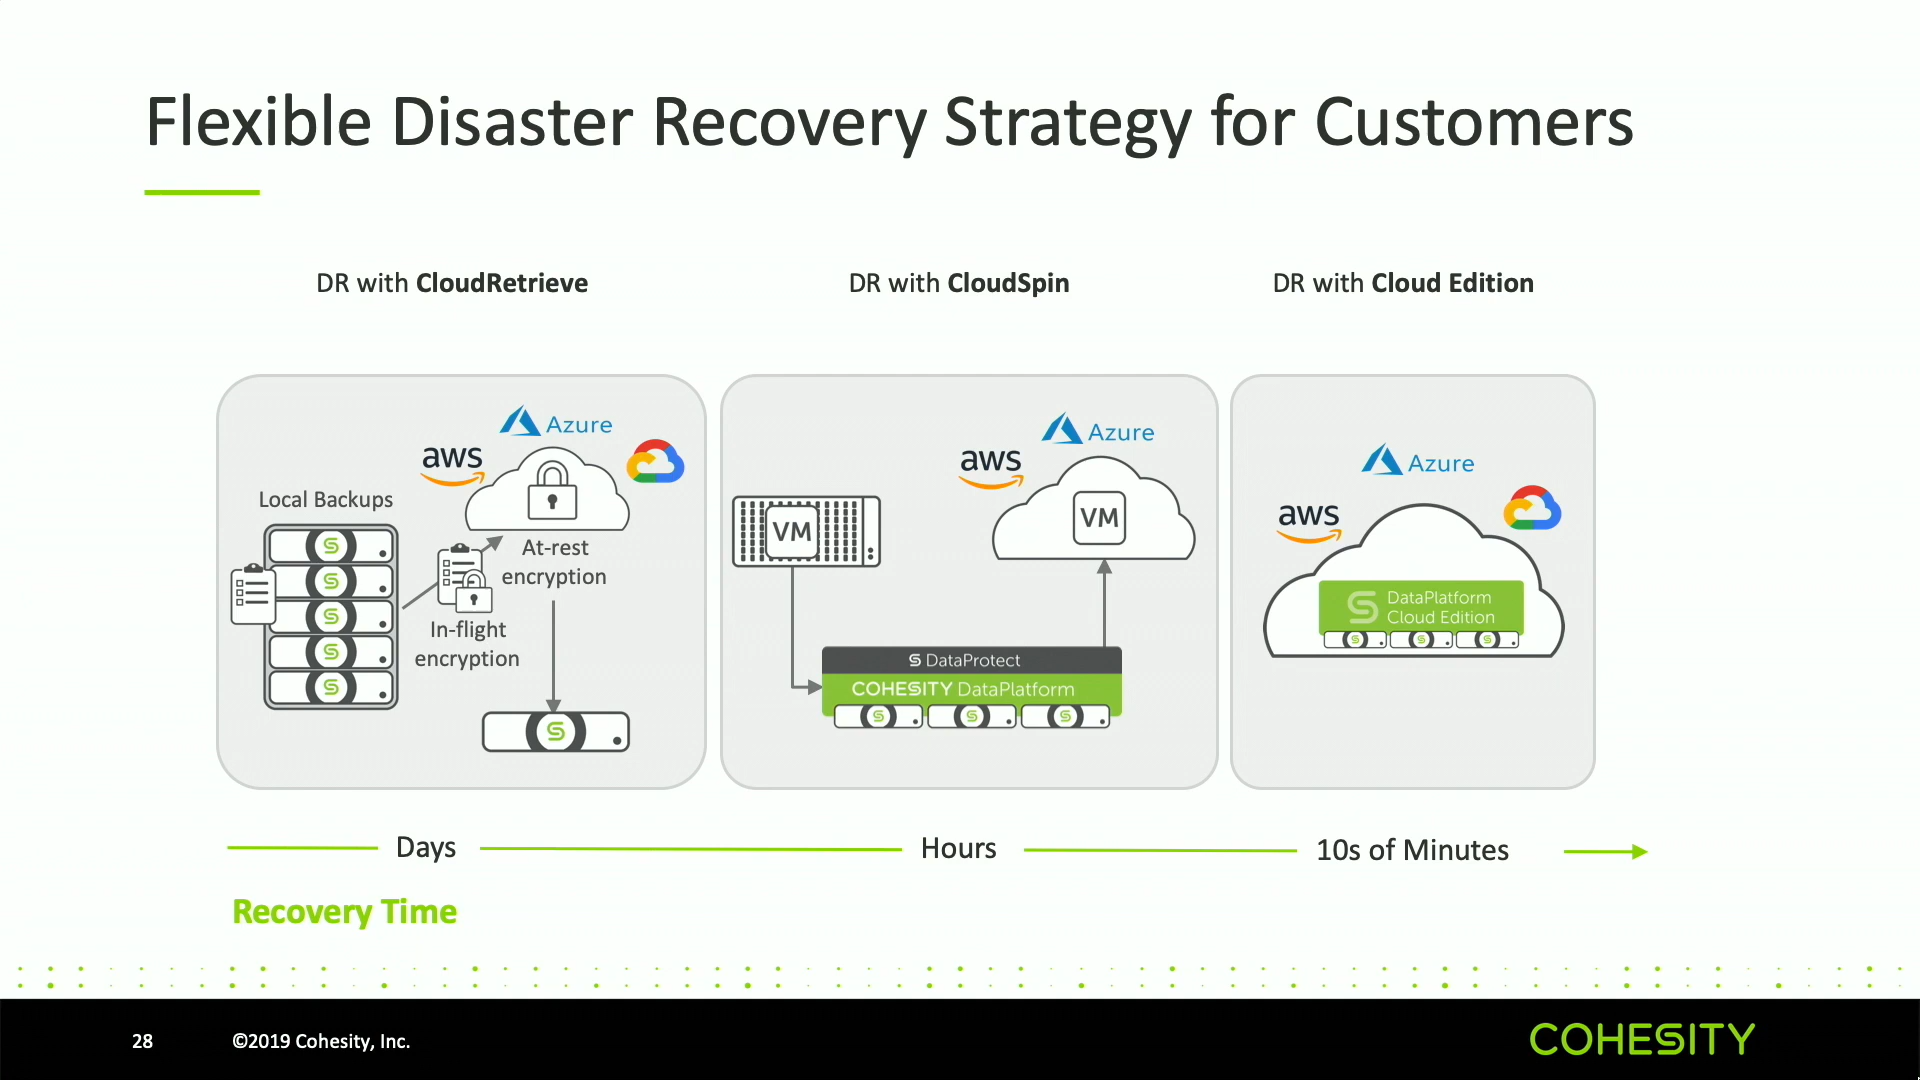 Flexible Disaster Recovery Strategy for Customers
DR with CloudRetrieve
DR with CloudSpin
DR with Cloud Edition
Azure
aws
Local Backups
At-rest
encryption
In-flight
encryption
Azure
aws
VM
VM
DataProtect
COHESITY DataPlatform
Azure
aws
DataPlatform
Cloud Edition
Days
Hours
10s of Minutes
Recovery Time
28
©2019 Cohesity, Inc.
COHESITY